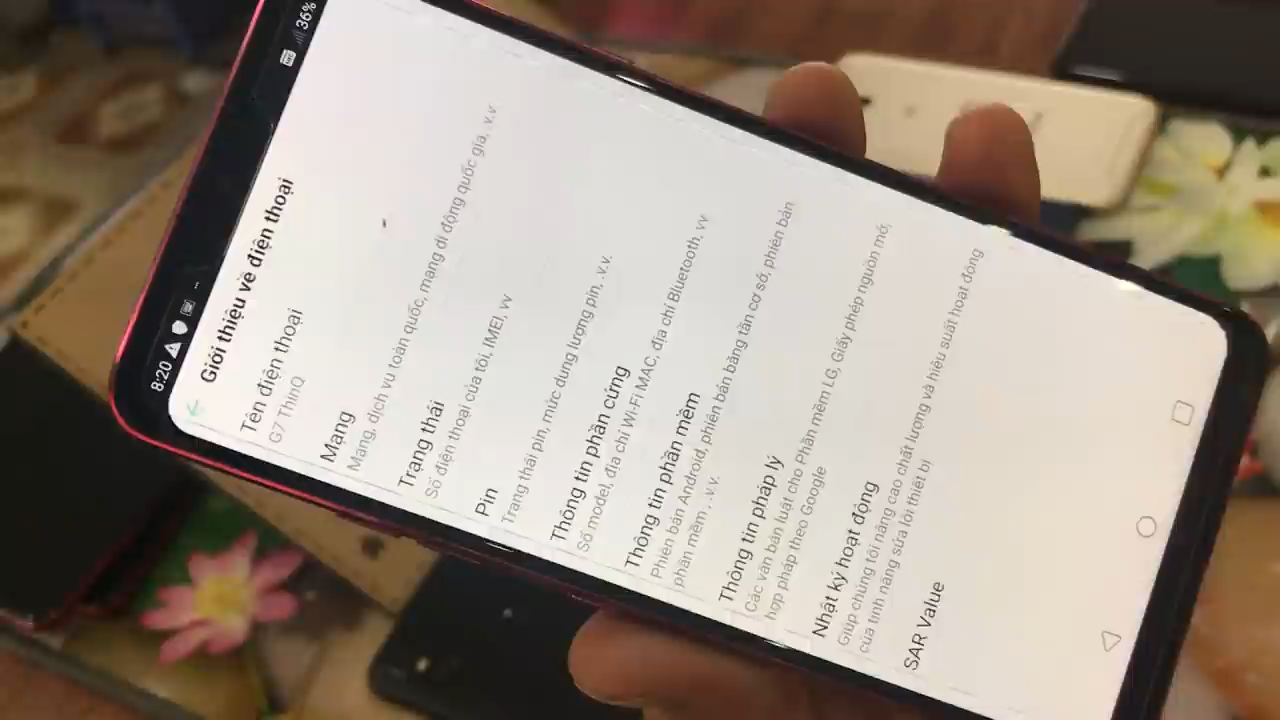 8:20
36%
Giới thiệu về điện thoại
Tên điện thoại
G7 ThinQ
Mạng
Mạng, dịch vụ toàn quốc, mạng di động quốc gia, .v.v
Trạng thái
Số điện thoại của tôi, IMEI, vv
Pin
Trạng thái pin, mức dung lượng pin, .v.v.
Thông tin phần cứng
Số model, địa chỉ Wi-Fi MAC, địa chỉ Bluetooth, vv
Thông tin phần mềm
Phiên bản Android, phiên bản băng tần cơ sở, phiên bản
phần mềm , .v.v.
Thông tin pháp lý
Các văn bản luật cho Phần mềm LG, Giấy phép nguồn mở,
hợp pháp theo Google
Nhật ký hoạt động
Giúp chúng tôi nâng cao chất lượng và hiệu suất hoạt động
của tính năng sửa lỗi thiết bị
SAR Value